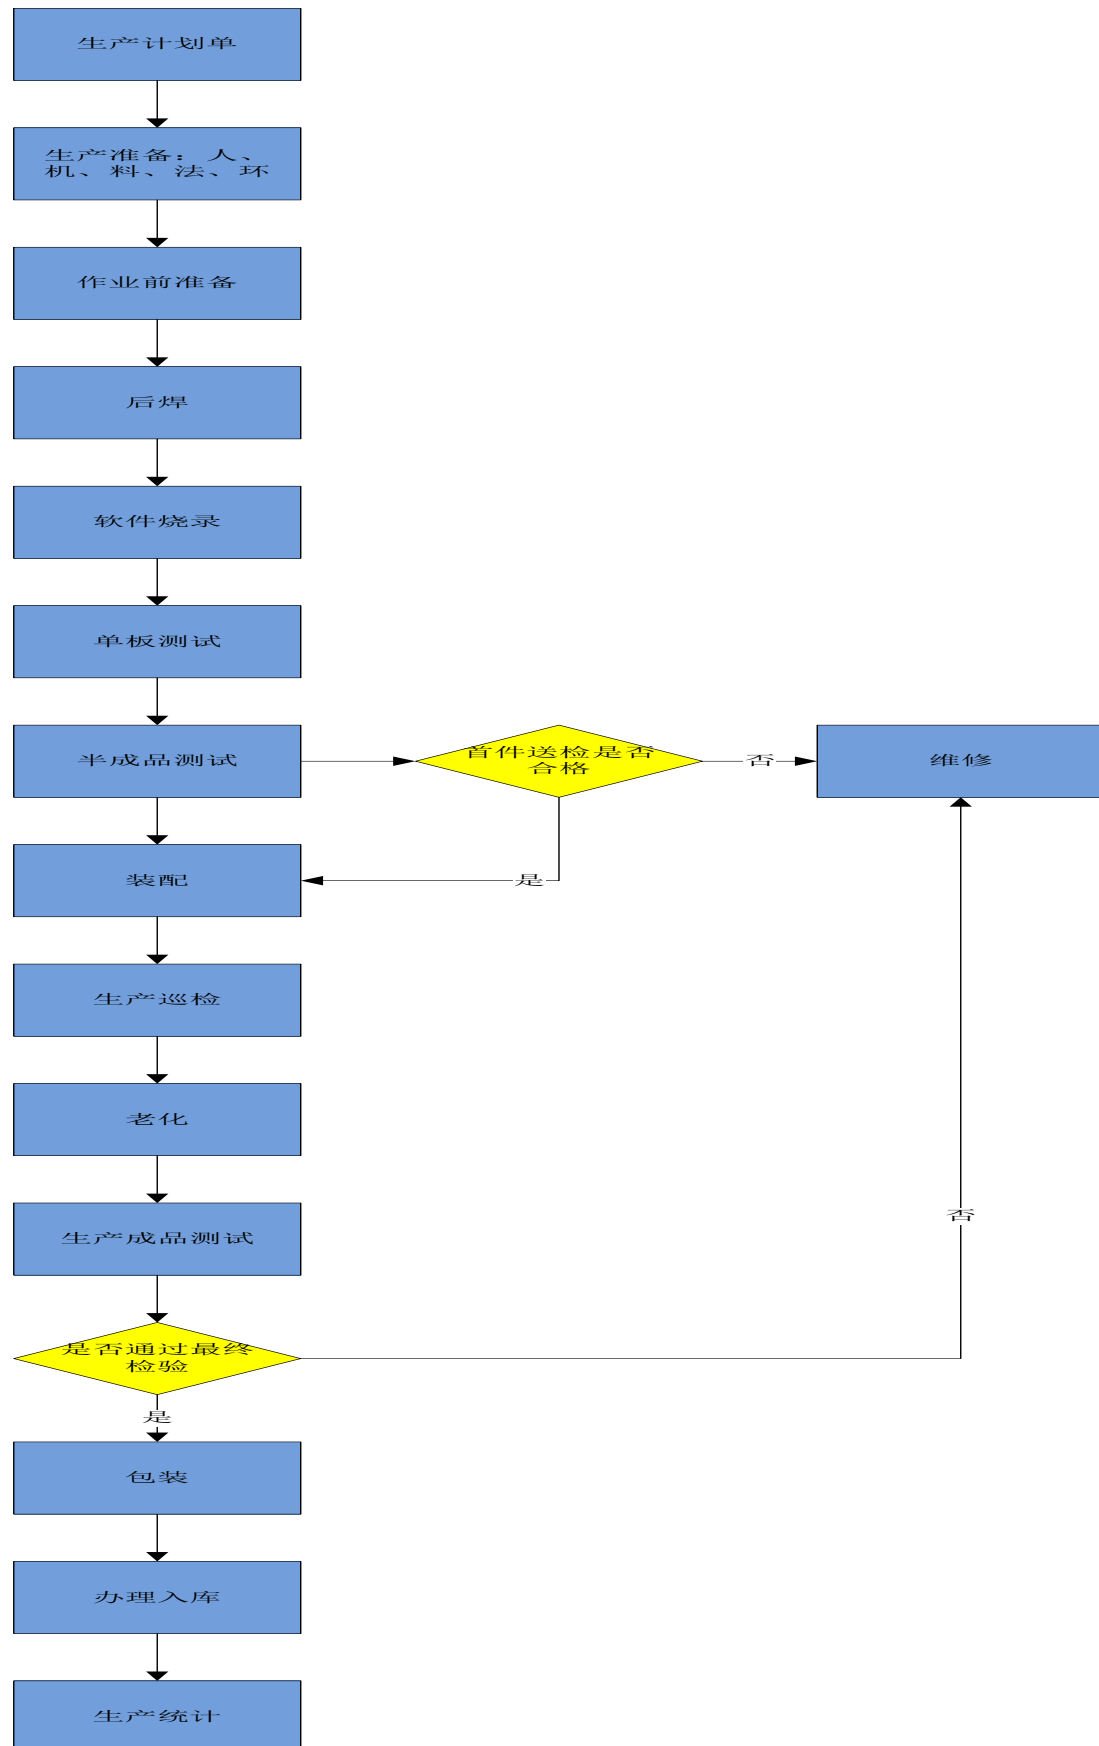 生产计划单
生产准备：人、
机、料、法、环
作业前准备
后焊
软件烧录
单板测试
半成品测试
首件送检是否
合格
否
维修
装配
是
生产巡检
老化
生产成品测试
否
是否通过最终
检验
是
包装
办理入库
生产统计